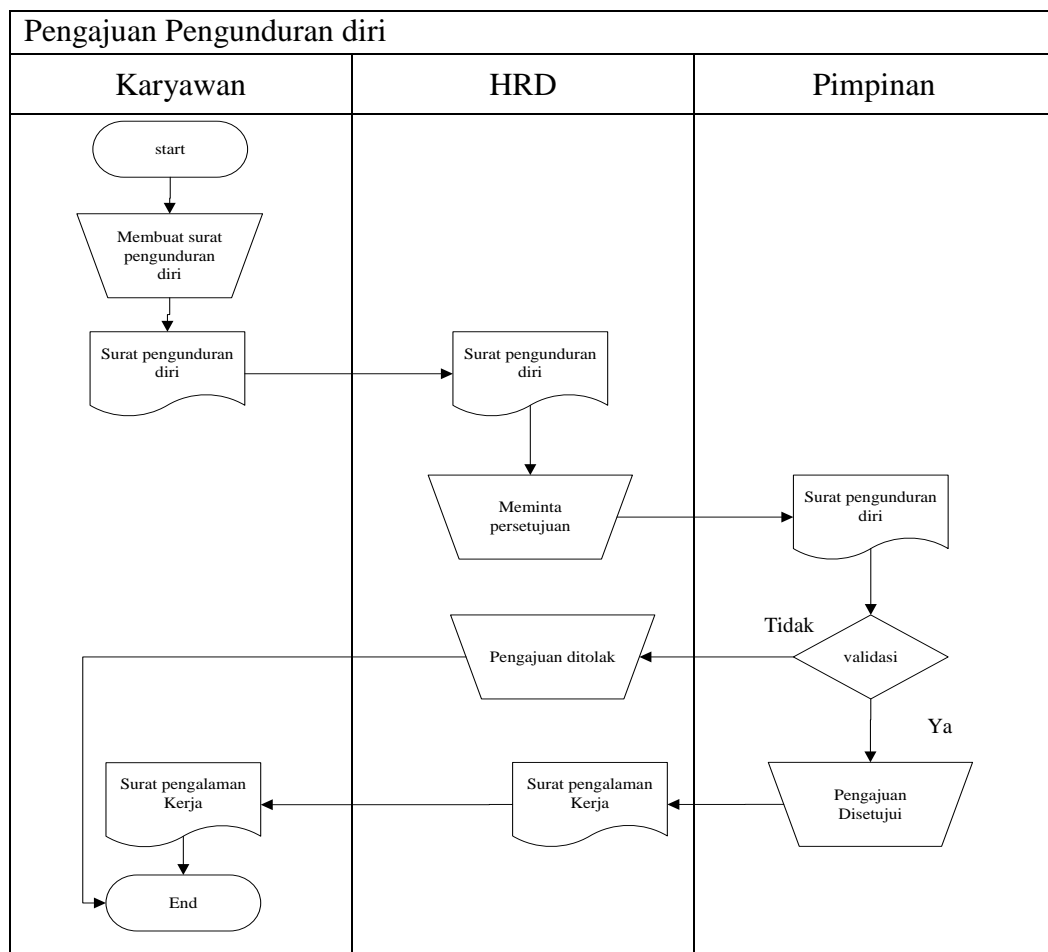 Pengajuan Pengunduran diri
Karyawan
HRD
Pimpinan
start
Membuat surat
pengunduran
diri
Surat pengunduran
diri
Surat pengunduran
diri
Meminta
persetujuan
Surat pengunduran
diri
Tidak
validasi
Pengajuan ditolak
Ya
Surat pengalaman
Kerja
Surat pengalaman
Kerja
Pengajuan
Disetujui
End